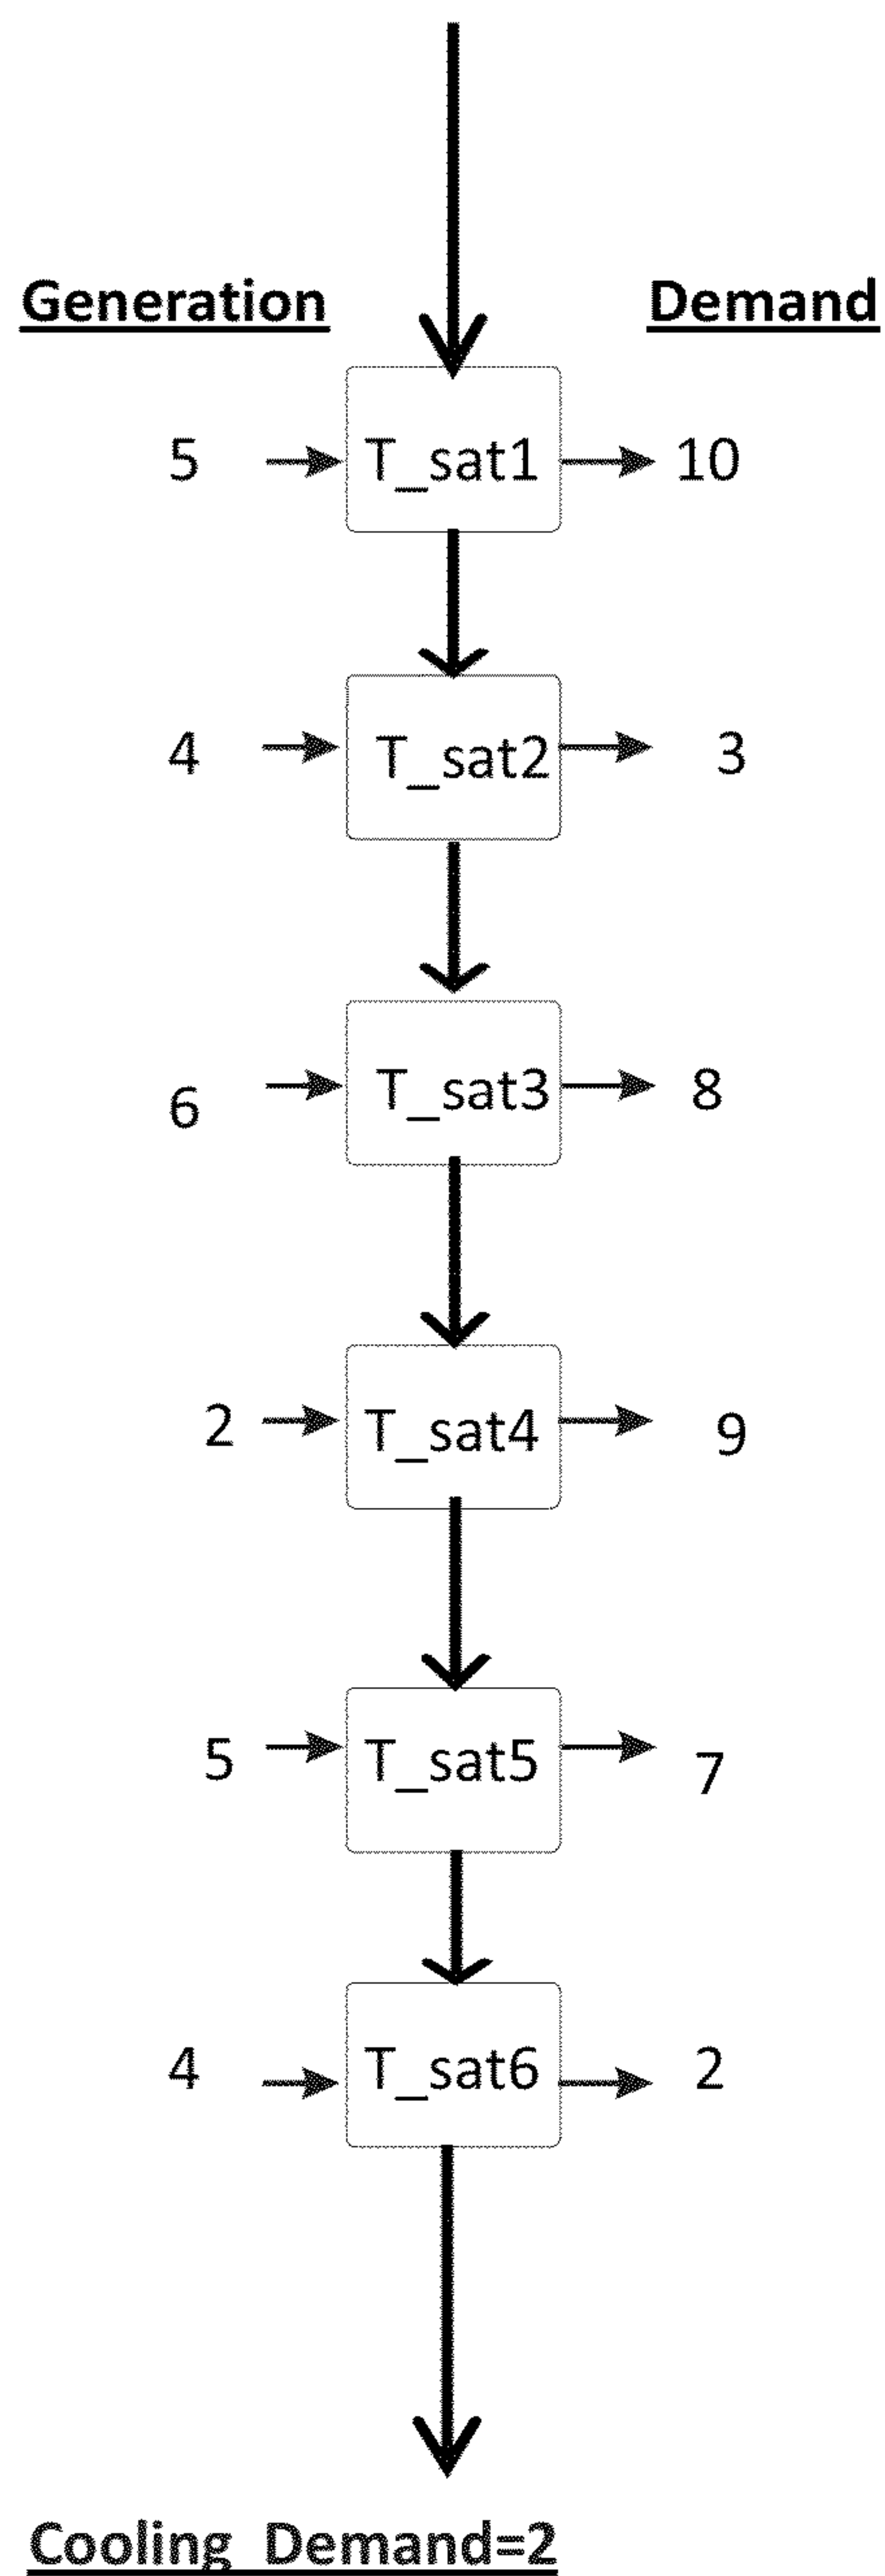 Generation Demand
5 T_sat1 10
4 T_sat2 3
6 T_sat3 8
2 T_sat4 9
5 T_sat5 7
4 T_sat6 2
Cooling Demand=2